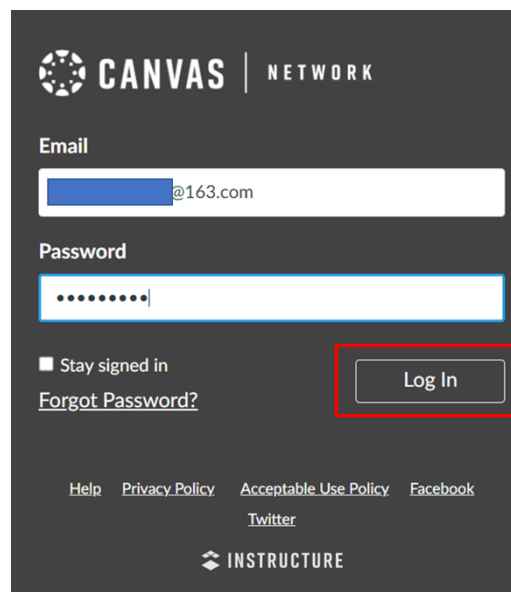 CANVAS | NETWORK
Email
@163.com
Password
•••••••••
Stay signed in
Log In
Forgot Password?
Help Privacy Policy Acceptable Use Policy Facebook
Twitter
INSTRUCTURE